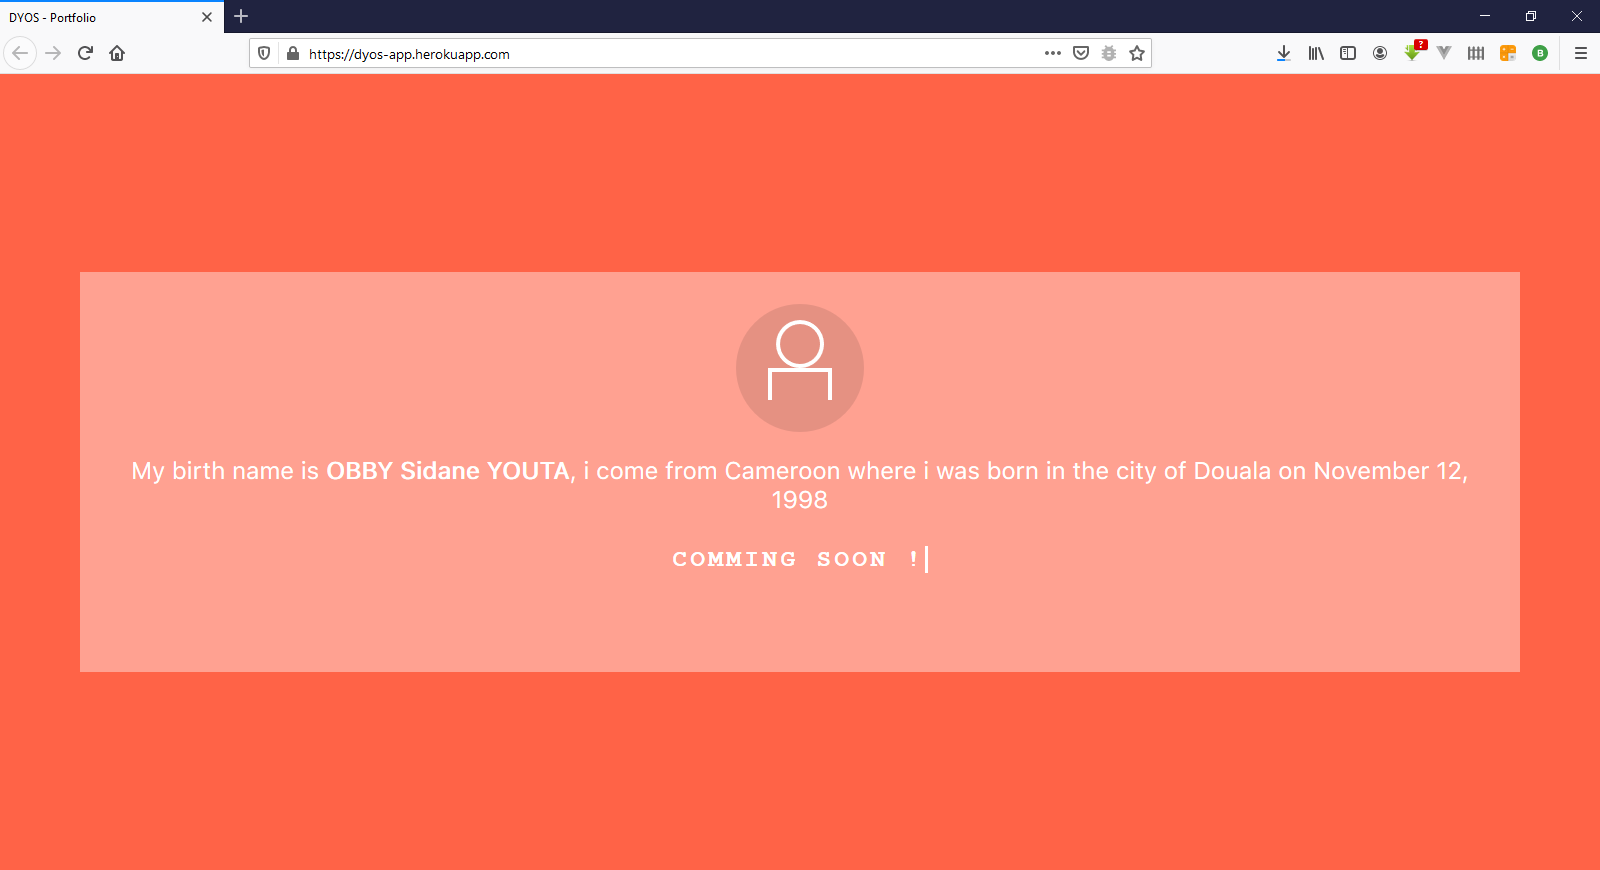 DYOS - Portfolio
https://dyos-app.herokuapp.com
?
B
My birth name is OBBY Sidane YOUTA, i come from Cameroon where i was born in the city of Douala on November 12,
1998
COMMING SOON !